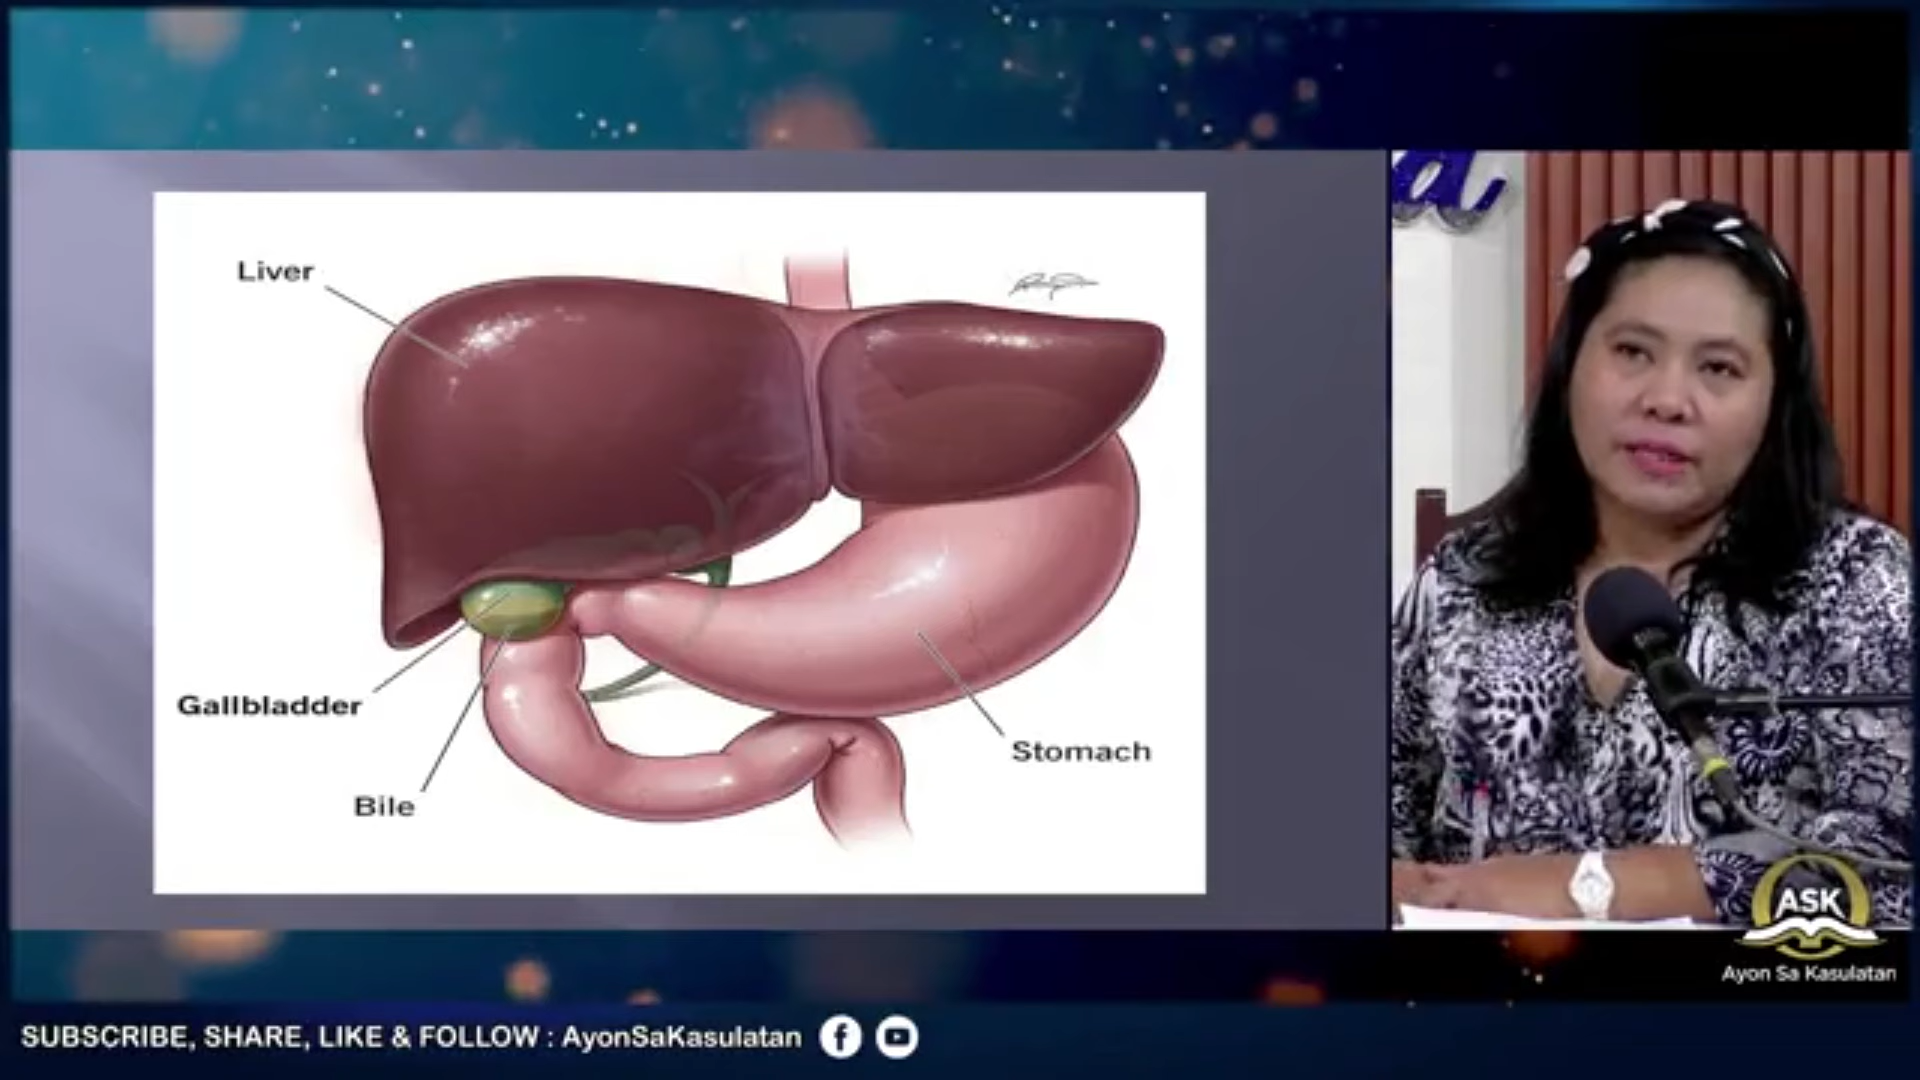 Liver
Gallbladder
Bile
Stomach
a
ASK
Ayon Sa Kasulatan
SUBSCRIBE, SHARE, LIKE & FOLLOW : AyonSaKasulatan